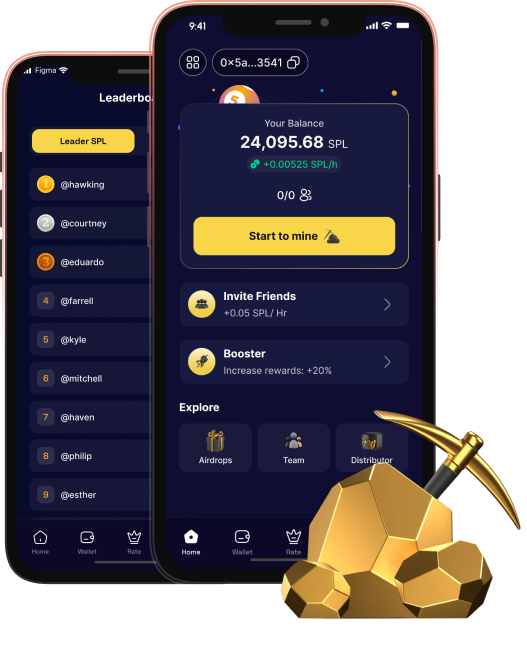 Figma
Leaderbo
Leader SPL
1
@hawking
2
@courtney
3
@eduardo
4
@farrell
5
@kyle
6
@mitchell
7
@haven
8
@philip
9
@esther
Home
Wallet
Rate
9:41
0x5a...3541
5
Your Balance
24,095.68 SPL
+0.00525 SPL/h
0/0
Start to mine
Invite Friends
+0.05 SPL/ Hr
Booster
Increase rewards: +20%
Explore
Airdrops
Team
Distributor
Home
Wallet
Rate